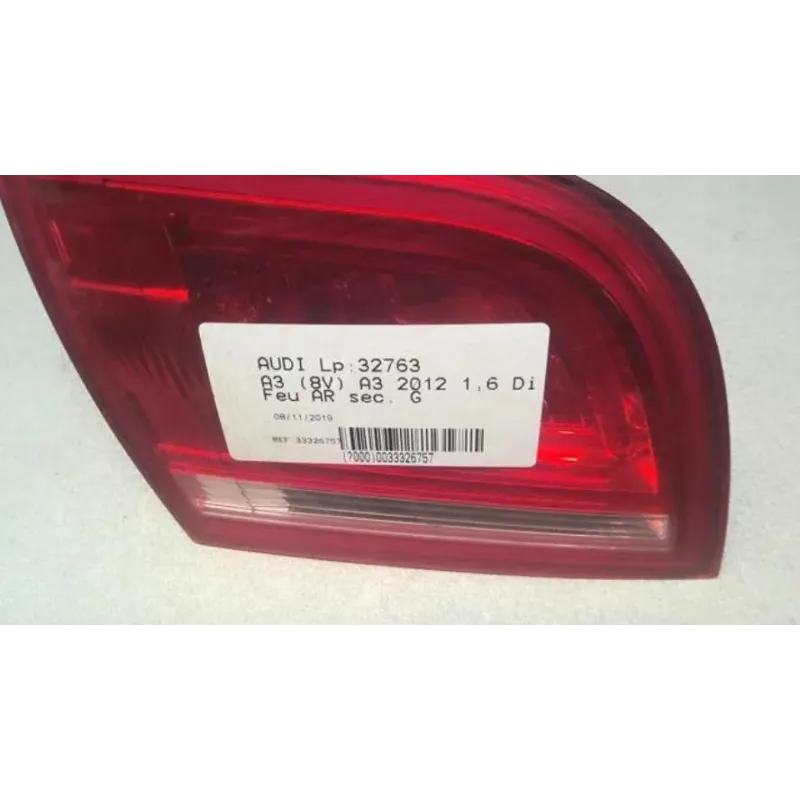 AUDI Lp:32763
A3 (8V) A3 2012 1,6 Di
Feu AR sec. G
08/11/2019
REF 33326757
(7000)0033326757